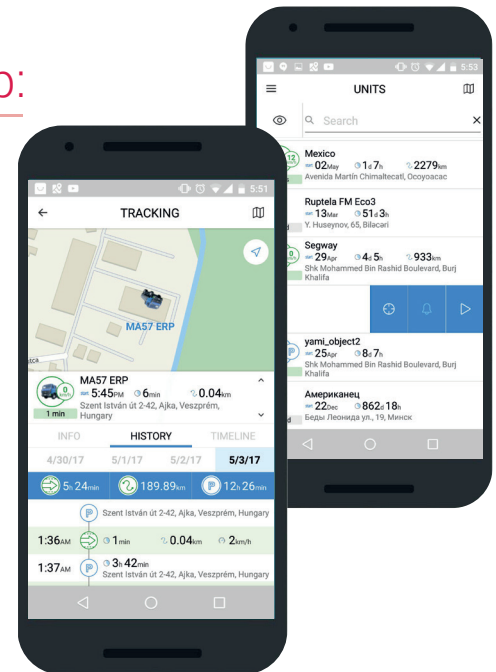 p:
5:53
UNITS
Search
Mexico
02May 1d 7h 2279km
Avenida Martín Chimaltecatl, Ocoyoacac
Ruptela FM Eco3
13Mar 51d 3h
Y. Huseynov, 65, Biləcəri
Segway
29Apr 4d 5h 933km
Shk Mohammed Bin Rashid Boulevard, Burj
Khalifa
yami_object2
25Apr 8d 7h
Shk Mohammed Bin Rashid Boulevard, Burj
Khalifa
Американец
22Dec 862d 18h
Беды Леонида ул., 19, Минск
5:51
TRACKING
MA57 ERP
MA57 ERP
5:45PM 6min 0.04km
Szent István út 2-42, Ajka, Veszprém,
Hungary
0
km/h
1 min
INFO HISTORY TIMELINE
4/30/17 5/1/17 5/2/17 5/3/17
5h 24min 189.89km P 12h 26min
P Szent István út 2-42, Ajka, Veszprém, Hungary
1:36AM 1min 0.04km 2km/h
1:37AM P 3h 42min
Szent István út 2-42, Ajka, Veszprém, Hungary